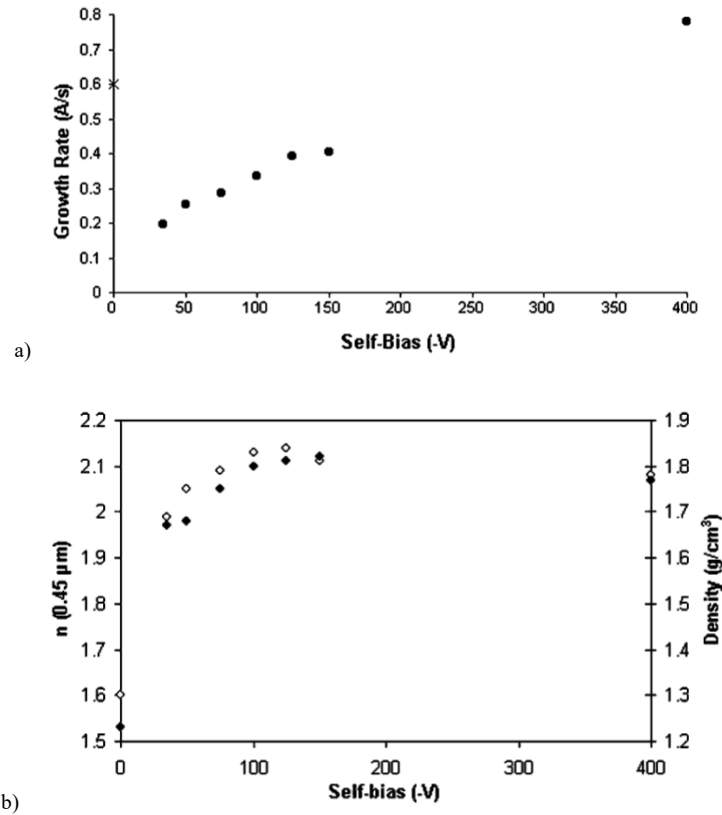 0.8
0.7
0.6
0.5
0.4
0.3
0.2
0.1
0
Growth Rate (A/s)
0 50 100 150 200 250 300 350 400
Self-Bias (-V)
a)
2.2
2.1
2
1.9
1.8
1.7
1.6
1.5
n (0.45 µm)
1.9
1.8
1.7
1.6
1.5
1.4
1.3
1.2
Density (g/cm³)
0 100 200 300 400
Self-bias (-V)
b)